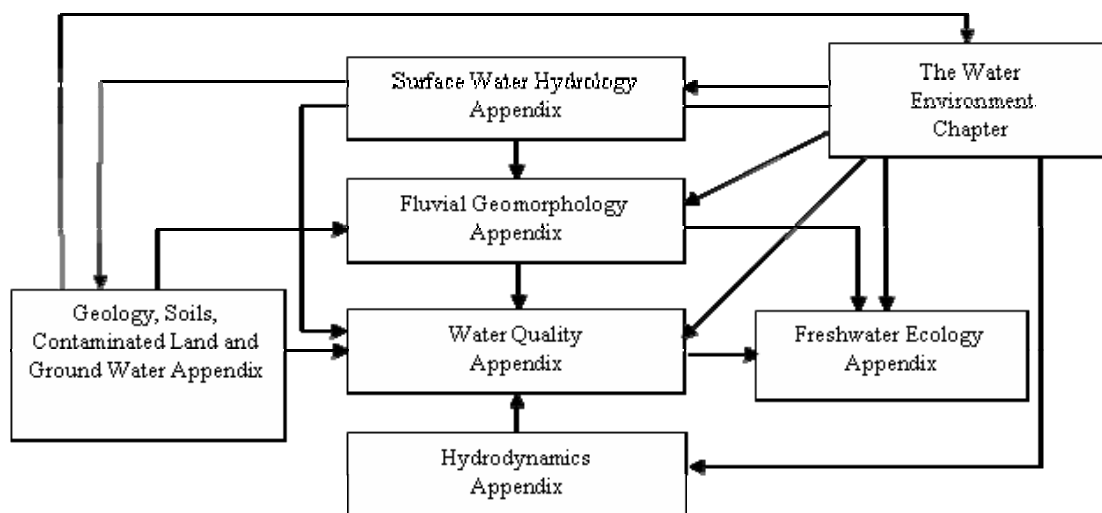 Surface Water Hydrology
Appendix
The Water
Environment
Chapter
Fluvial Geomorphology
Appendix
Geology, Soils,
Contaminated Land and
Ground Water Appendix
Water Quality
Appendix
Freshwater Ecology
Appendix
Hydrodynamics
Appendix